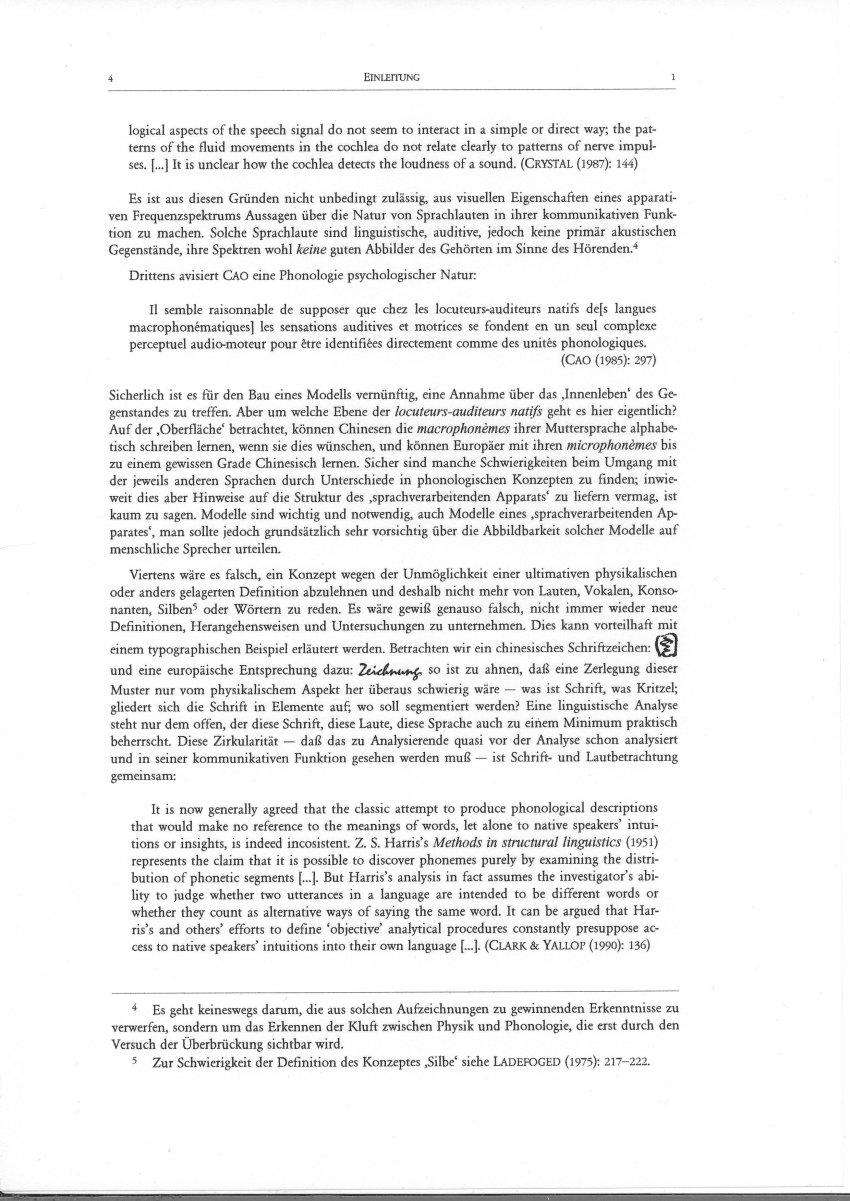 4 EINLEITUNG 1
logical aspects of the speech signal do not seem to interact in a simple or direct way; the pat-
terns of the fluid movements in the cochlea do not relate clearly to patterns of nerve impul-
ses. [...] It is unclear how the cochlea detects the loudness of a sound. (CRYSTAL (1987): 144)
Es ist aus diesen Gründen nicht unbedingt zulässig, aus visuellen Eigenschaften eines apparati-
ven Frequenzspektrums Aussagen über die Natur von Sprachlauten in ihrer kommunikativen Funk-
tion zu machen. Solche Sprachlaute sind linguistische, auditive, jedoch keine primär akustischen
Gegenstände, ihre Spektren wohl keine guten Abbilder des Gehörten im Sinne des Hörenden.⁴
Drittens avisiert CAO eine Phonologie psychologischer Natur:
Il semble raisonnable de supposer que chez les locuteurs-auditeurs natifs de[s langues
macrophonématiques] les sensations auditives et motrices se fondent en un seul complexe
perceptuel audio-moteur pour être identifiées directement comme des unités phonologiques.
(CAO (1985): 297)
Sicherlich ist es für den Bau eines Modells vernünftig, eine Annahme über das ‚Innenleben‘ des Ge-
genstandes zu treffen. Aber um welche Ebene der locuteurs-auditeurs natifs geht es hier eigentlich?
Auf der ‚Oberfläche‘ betrachtet, können Chinesen die macrophonèmes ihrer Muttersprache alphabe-
tisch schreiben lernen, wenn sie dies wünschen, und können Europäer mit ihren microphonèmes bis
zu einem gewissen Grade Chinesisch lernen. Sicher sind manche Schwierigkeiten beim Umgang mit
der jeweils anderen Sprachen durch Unterschiede in phonologischen Konzepten zu finden; inwie-
weit dies aber Hinweise auf die Struktur des ‚sprachverarbeitenden Apparats‘ zu liefern vermag, ist
kaum zu sagen. Modelle sind wichtig und notwendig, auch Modelle eines ‚sprachverarbeitenden Ap-
parates‘, man sollte jedoch grundsätzlich sehr vorsichtig über die Abbildbarkeit solcher Modelle auf
menschliche Sprecher urteilen.
Viertens wäre es falsch, ein Konzept wegen der Unmöglichkeit einer ultimativen physikalischen
oder anders gelagerten Definition abzulehnen und deshalb nicht mehr von Lauten, Vokalen, Konso-
nanten, Silben⁵ oder Wörtern zu reden. Es wäre gewiß genauso falsch, nicht immer wieder neue
Definitionen, Herangehensweisen und Untersuchungen zu unternehmen. Dies kann vorteilhaft mit
einem typographischen Beispiel erläutert werden. Betrachten wir ein chinesisches Schriftzeichen:
und eine europäische Entsprechung dazu: Zeichnung, so ist zu ahnen, daß eine Zerlegung dieser
Muster nur vom physikalischem Aspekt her überaus schwierig wäre — was ist Schrift, was Kritzel;
gliedert sich die Schrift in Elemente auf; wo soll segmentiert werden? Eine linguistische Analyse
steht nur dem offen, der diese Schrift, diese Laute, diese Sprache auch zu einem Minimum praktisch
beherrscht. Diese Zirkularität — daß das zu Analysierende quasi vor der Analyse schon analysiert
und in seiner kommunikativen Funktion gesehen werden muß — ist Schrift- und Lautbetrachtung
gemeinsam:
It is now generally agreed that the classic attempt to produce phonological descriptions
that would make no reference to the meanings of words, let alone to native speakers’ intui-
tions or insights, is indeed incosistent. Z. S. Harris’s Methods in structural linguistics (1951)
represents the claim that it is possible to discover phonemes purely by examining the distri-
bution of phonetic segments [...]. But Harris’s analysis in fact assumes the investigator’s abi-
lity to judge whether two utterances in a language are intended to be different words or
whether they count as alternative ways of saying the same word. It can be argued that Har-
ris’s and others’ efforts to define ‘objective’ analytical procedures constantly presuppose ac-
cess to native speakers’ intuitions into their own language [...]. (CLARK & YALLOP (1990): 136)
⁴ Es geht keineswegs darum, die aus solchen Aufzeichnungen zu gewinnenden Erkenntnisse zu
verwerfen, sondern um das Erkennen der Kluft zwischen Physik und Phonologie, die erst durch den
Versuch der Überbrückung sichtbar wird.
⁵ Zur Schwierigkeit der Definition des Konzeptes ‚Silbe‘ siehe LADEFOGED (1975): 217–222.